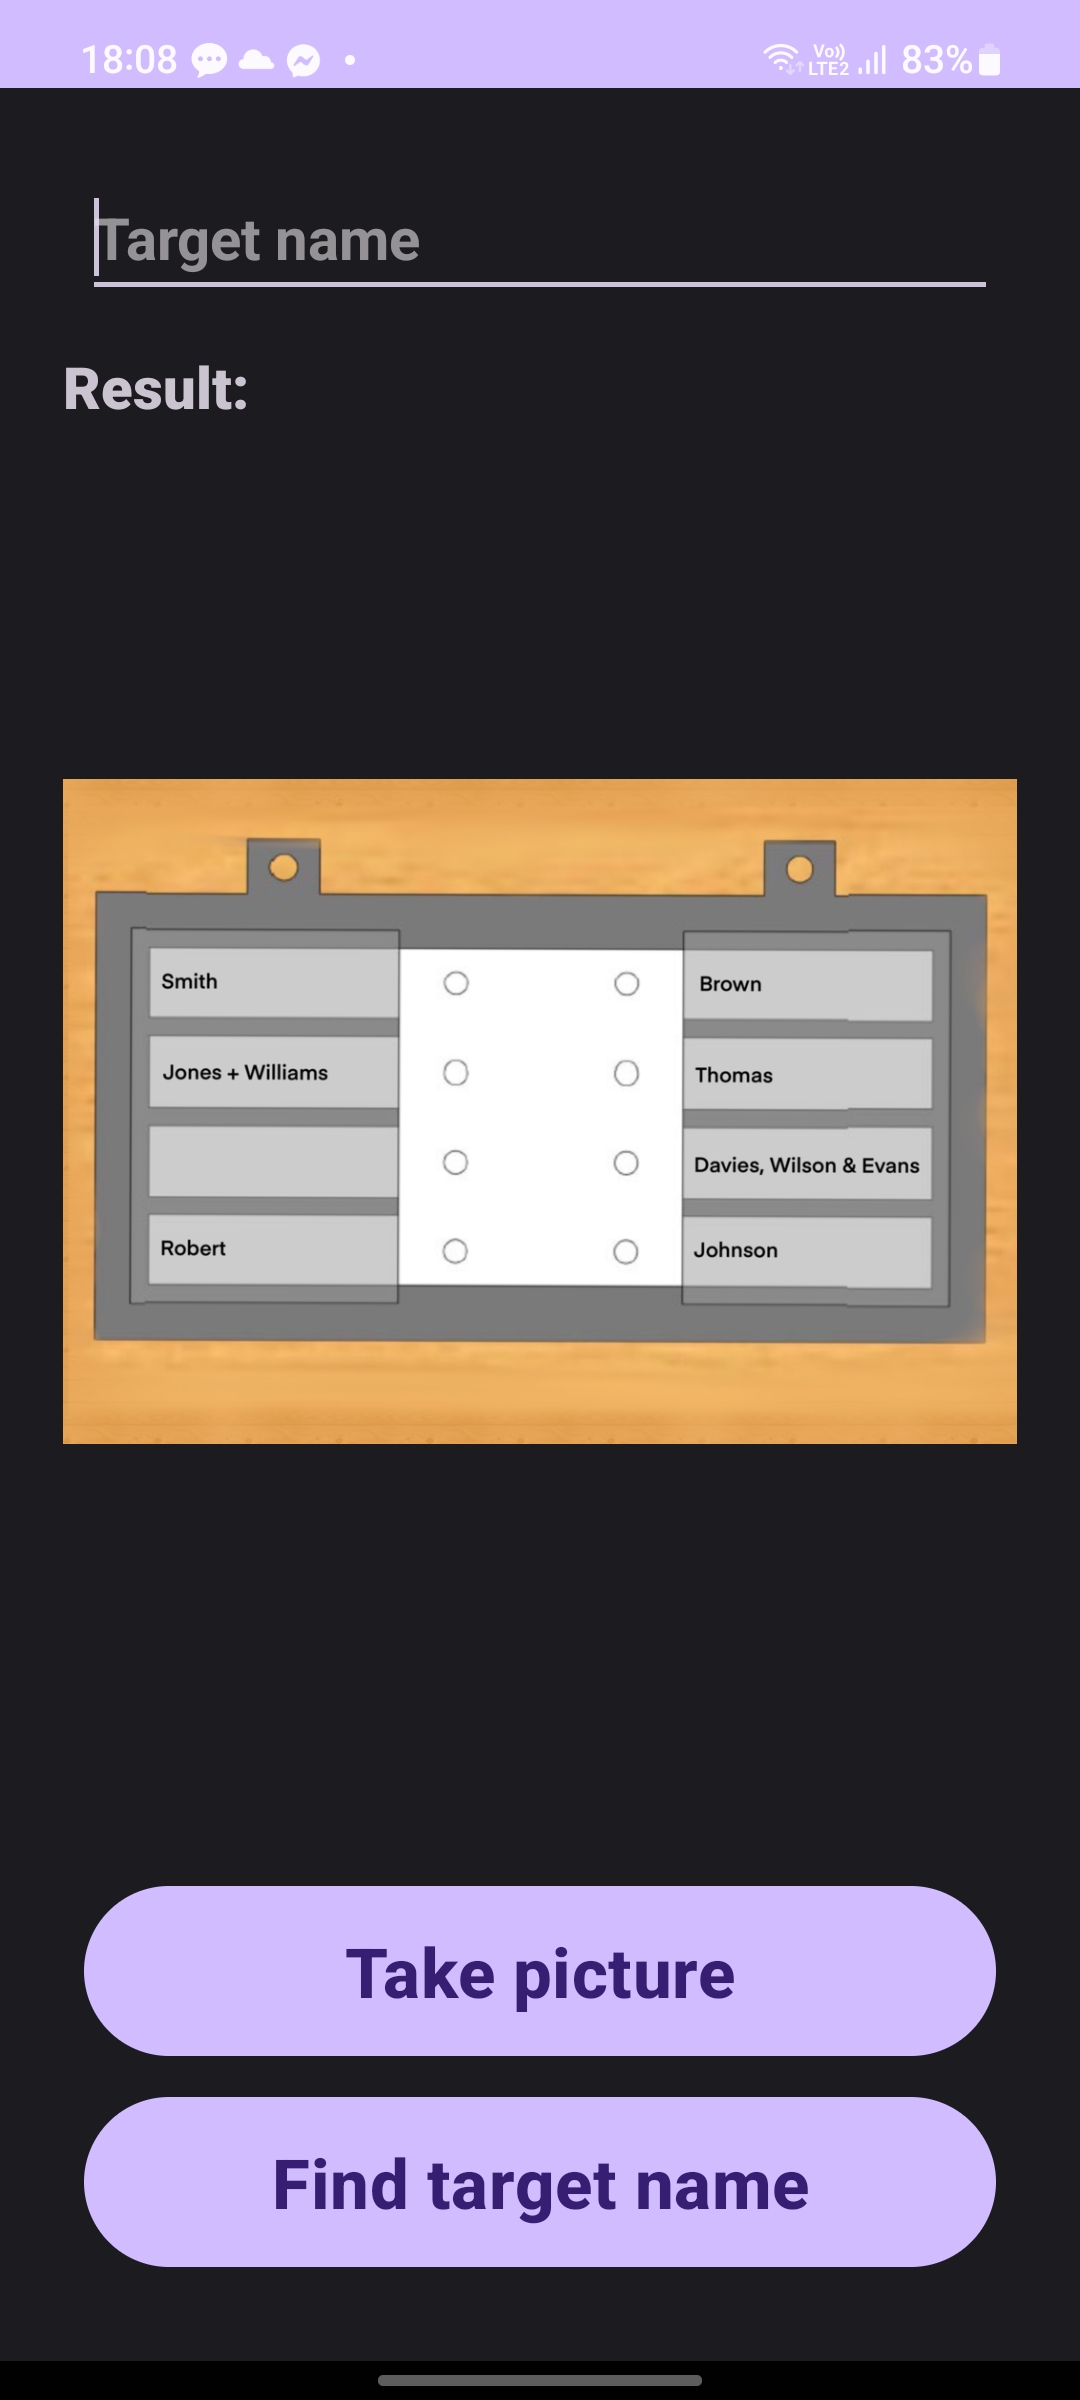 18:08
Vo)) LTE2
83%
Target name
Result:
Smith
Brown
Jones + Williams
Thomas
Davies, Wilson & Evans
Robert
Johnson
Take picture
Find target name